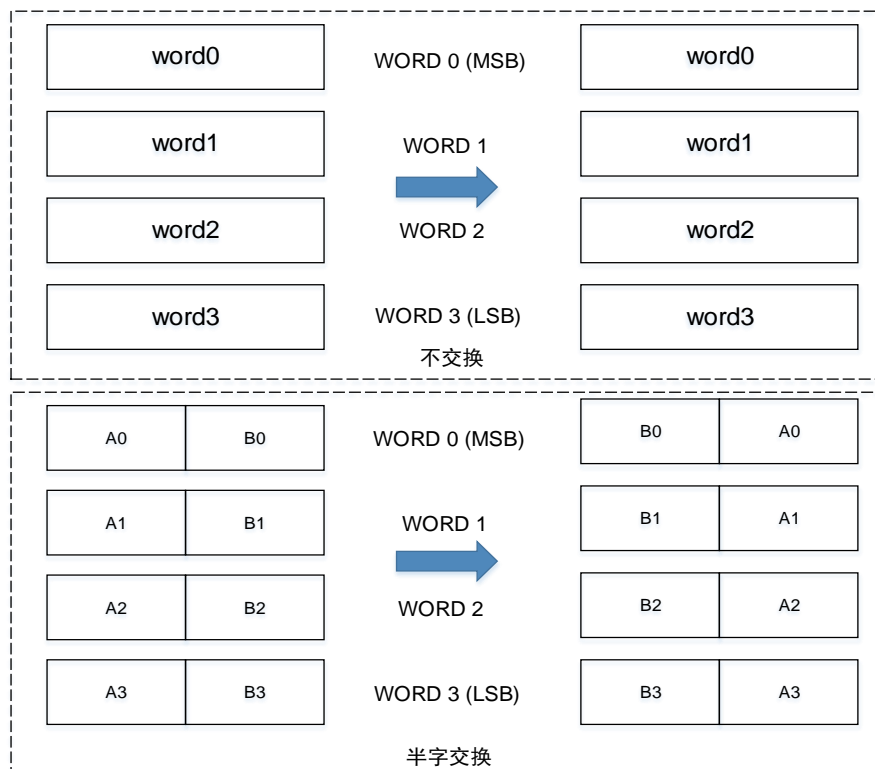 word0 WORD 0 (MSB) word0
word1 WORD 1 word1
word2 WORD 2 word2
word3 WORD 3 (LSB) word3
不交换
A0 B0 WORD 0 (MSB) B0 A0
A1 B1 WORD 1 B1 A1
A2 B2 WORD 2 B2 A2
A3 B3 WORD 3 (LSB) B3 A3
半字交换